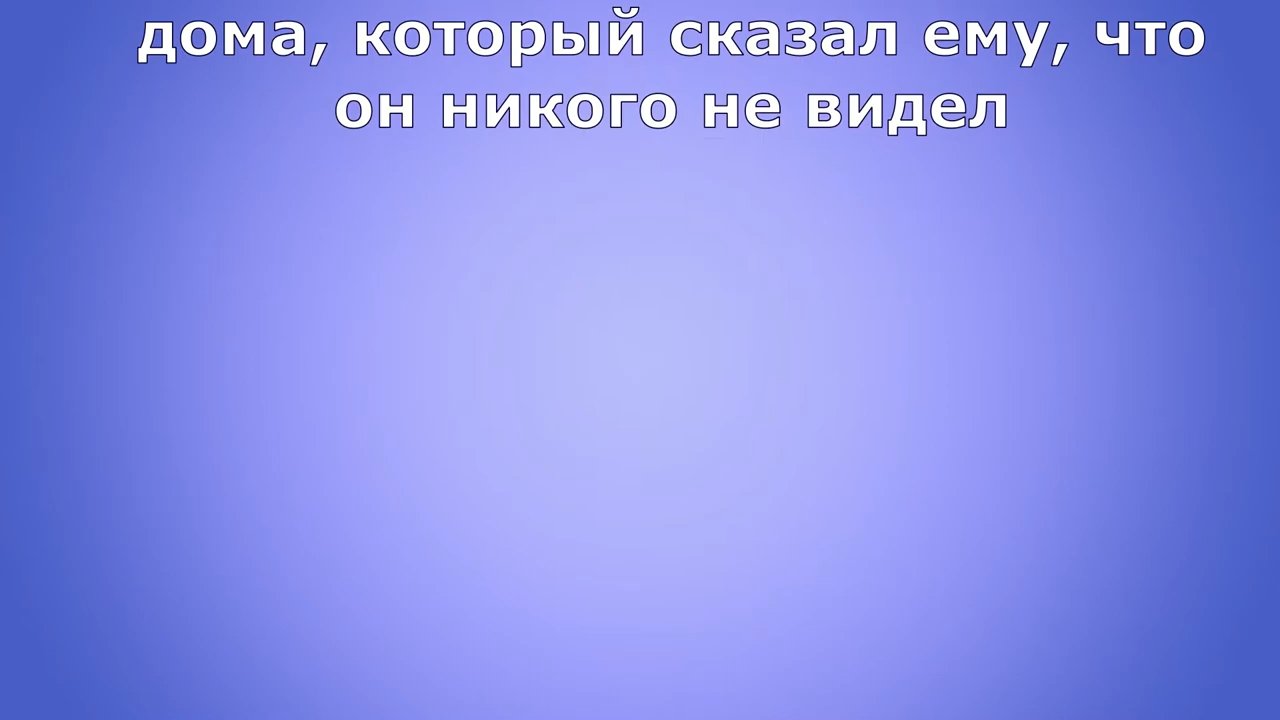 дома, который сказал ему, что
он никого не видел